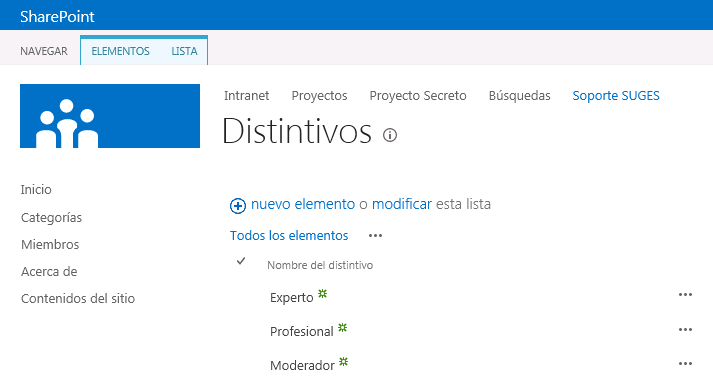 SharePoint
NAVEGAR ELEMENTOS LISTA
Intranet Proyectos Proyecto Secreto Búsquedas Soporte SUGES
Distintivos
Inicio
Categorías
Miembros
Acerca de
Contenidos del sitio
nuevo elemento o modificar esta lista
Todos los elementos
Nombre del distintivo
Experto
Profesional
Moderador